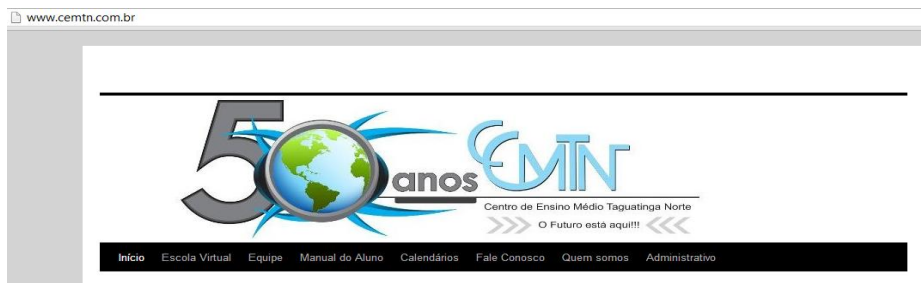 www.cemtn.com.br
50 anos CEMTN
Centro de Ensino Médio Taguatinga Norte
O Futuro está aqui!!!
Início Escola Virtual Equipe Manual do Aluno Calendários Fale Conosco Quem somos Administrativo